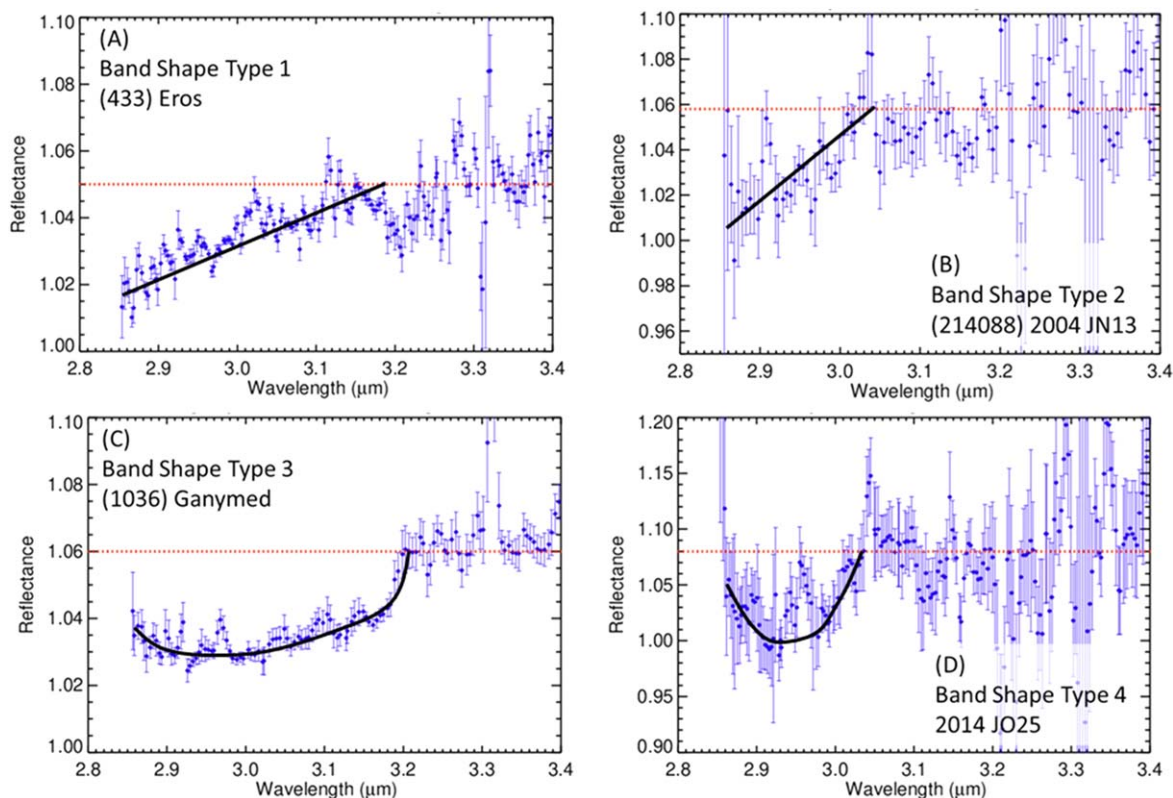 (A)
Band Shape Type 1
(433) Eros
1.10
1.08
1.06
1.04
1.02
1.00
Reflectance
2.8 2.9 3.0 3.1 3.2 3.3 3.4
Wavelength (μm)
1.10
1.08
1.06
1.04
1.02
1.00
0.98
0.96
Reflectance
(B)
Band Shape Type 2
(214088) 2004 JN13
2.8 2.9 3.0 3.1 3.2 3.3 3.4
Wavelength (μm)
(C)
Band Shape Type 3
(1036) Ganymed
1.10
1.08
1.06
1.04
1.02
1.00
Reflectance
2.8 2.9 3.0 3.1 3.2 3.3 3.4
Wavelength (μm)
1.20
1.15
1.10
1.05
1.00
0.95
0.90
Reflectance
(D)
Band Shape Type 4
2014 JO25
2.8 2.9 3.0 3.1 3.2 3.3 3.4
Wavelength (μm)